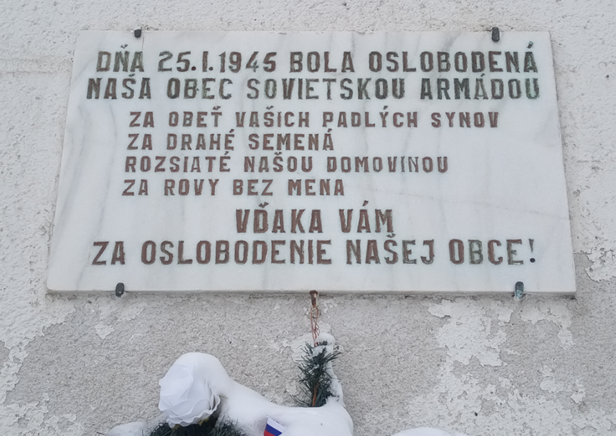 DŇA 25.I.1945 BOLA OSLOBODENÁ
NAŠA OBEC SOVIETSKOU ARMÁDOU
ZA OBEŤ VAŠICH PADLÝCH SYNOV
ZA DRAHÉ SEMENÁ
ROZSIATÉ NAŠOU DOMOVINOU
ZA ROVY BEZ MENA
VĎAKA VÁM
ZA OSLOBODENIE NAŠEJ OBCE!